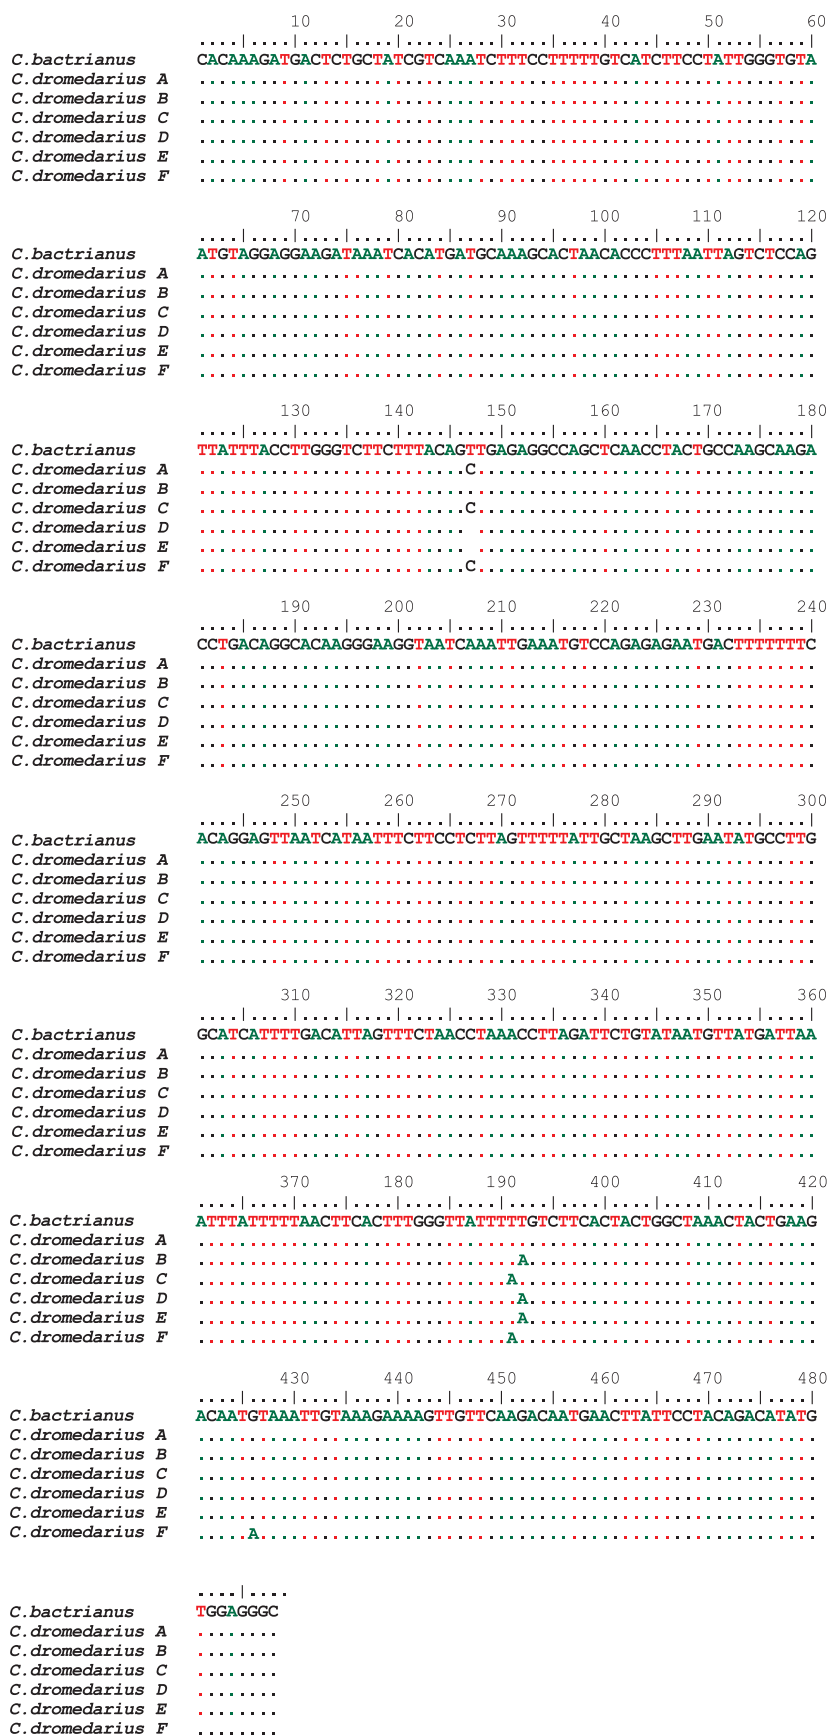 10 20 30 40 50 60
....|....|....|....|....|....|....|....|....|....|....|....|
C.bactrianus CACAAAGATGACTCTGCTATCGTCAAATCTTTCCTTTTTGTCATCTTCCTATTGGGTGTA
C.dromedarius A ............................................................
C.dromedarius B ............................................................
C.dromedarius C ............................................................
C.dromedarius D ............................................................
C.dromedarius E ............................................................
C.dromedarius F ............................................................
70 80 90 100 110 120
....|....|....|....|....|....|....|....|....|....|....|....|
C.bactrianus ATGTAGGAGGAAGATAAATCACATGATGCAAAGCACTAACACCCTTTAATTAGTCTCCAG
C.dromedarius A ............................................................
C.dromedarius B ............................................................
C.dromedarius C ............................................................
C.dromedarius D ............................................................
C.dromedarius E ............................................................
C.dromedarius F ............................................................
130 140 150 160 170 180
....|....|....|....|....|....|....|....|....|....|....|....|
C.bactrianus TTATTTACCTTGGGTCTTCTTTACAGTTGAGAGGCCAGCTCAACCTACTGCCAAGCAAGA
C.dromedarius A ..........................C.................................
C.dromedarius B ............................................................
C.dromedarius C ..........................C.................................
C.dromedarius D .......................... .................................
C.dromedarius E .......................... .................................
C.dromedarius F ..........................C.................................
190 200 210 220 230 240
....|....|....|....|....|....|....|....|....|....|....|....|
C.bactrianus CCTGACAGGCACAAGGGAAGGTAATCAAATTGAAATGTCCAGAGAGAATGACTTTTTTTC
C.dromedarius A ............................................................
C.dromedarius B ............................................................
C.dromedarius C ............................................................
C.dromedarius D ............................................................
C.dromedarius E ............................................................
C.dromedarius F ............................................................
250 260 270 280 290 300
....|....|....|....|....|....|....|....|....|....|....|....|
C.bactrianus ACAGGAGTTAATCATAATTTCTTCCTCTTAGTTTTTATTGCTAAGCTTGAATATGCCTTG
C.dromedarius A ............................................................
C.dromedarius B ............................................................
C.dromedarius C ............................................................
C.dromedarius D ............................................................
C.dromedarius E ............................................................
C.dromedarius F ............................................................
310 320 330 340 350 360
....|....|....|....|....|....|....|....|....|....|....|....|
C.bactrianus GCATCATTTTGACATTAGTTTCTAACCTAAACCTTAGATTCTGTATAATGTTATGATTAA
C.dromedarius A ............................................................
C.dromedarius B ............................................................
C.dromedarius C ............................................................
C.dromedarius D ............................................................
C.dromedarius E ............................................................
C.dromedarius F ............................................................
370 180 190 400 410 420
....|....|....|....|....|....|....|....|....|....|....|....|
C.bactrianus ATTTATTTTTAACTTCACTTTGGGTTATTTTTGTCTTCACTACTGGCTAAACTACTGAAG
C.dromedarius A ............................................................
C.dromedarius B ...............................A............................
C.dromedarius C ..............................A.............................
C.dromedarius D ...............................A............................
C.dromedarius E ...............................A............................
C.dromedarius F ..............................A.............................
430 440 450 460 470 480
....|....|....|....|....|....|....|....|....|....|....|....|
C.bactrianus ACAATGTAAATTGTAAAGAAAAGTTGTTCAAGACAATGAACTTATTCCTACAGACATATG
C.dromedarius A ............................................................
C.dromedarius B ............................................................
C.dromedarius C ............................................................
C.dromedarius D ............................................................
C.dromedarius E ............................................................
C.dromedarius F .....A......................................................
....|....
C.bactrianus TGGAGGGC
C.dromedarius A ........
C.dromedarius B ........
C.dromedarius C ........
C.dromedarius D ........
C.dromedarius E ........
C.dromedarius F ........